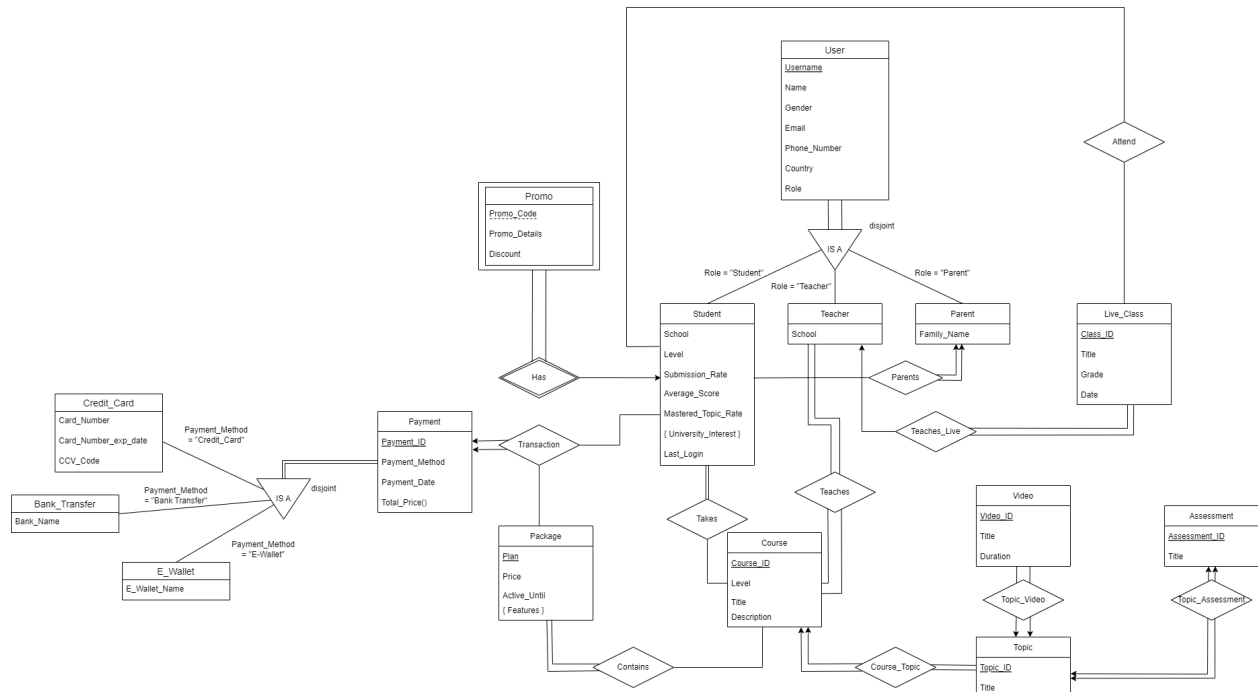 User
Username
Name
Gender
Email
Phone_Number
Country
Role
Attend
Promo
Promo_Code
Promo_Details
Discount
disjoint
IS A
Role = "Student"
Role = "Teacher"
Role = "Parent"
Student
School
Level
Submission_Rate
Average_Score
Mastered_Topic_Rate
{ University_Interest }
Last_Login
Teacher
School
Parent
Family_Name
Live_Class
Class_ID
Title
Grade
Date
Has
Parents
Teaches_Live
Credit_Card
Card_Number
Card_Number_exp_date
CCV_Code
Payment_Method
= "Credit_Card"
Payment
Payment_ID
Payment_Method
Payment_Date
Total_Price()
Transaction
Bank_Transfer
Bank_Name
Payment_Method
= "Bank Transfer"
IS A
disjoint
Payment_Method
= "E-Wallet"
E_Wallet
E_Wallet_Name
Package
Plan
Price
Active_Until
{ Features }
Takes
Teaches
Course
Course_ID
Level
Title
Description
Video
Video_ID
Title
Duration
Assessment
Assessment_ID
Title
Topic_Video
Topic_Assessment
Contains
Course_Topic
Topic
Topic_ID
Title